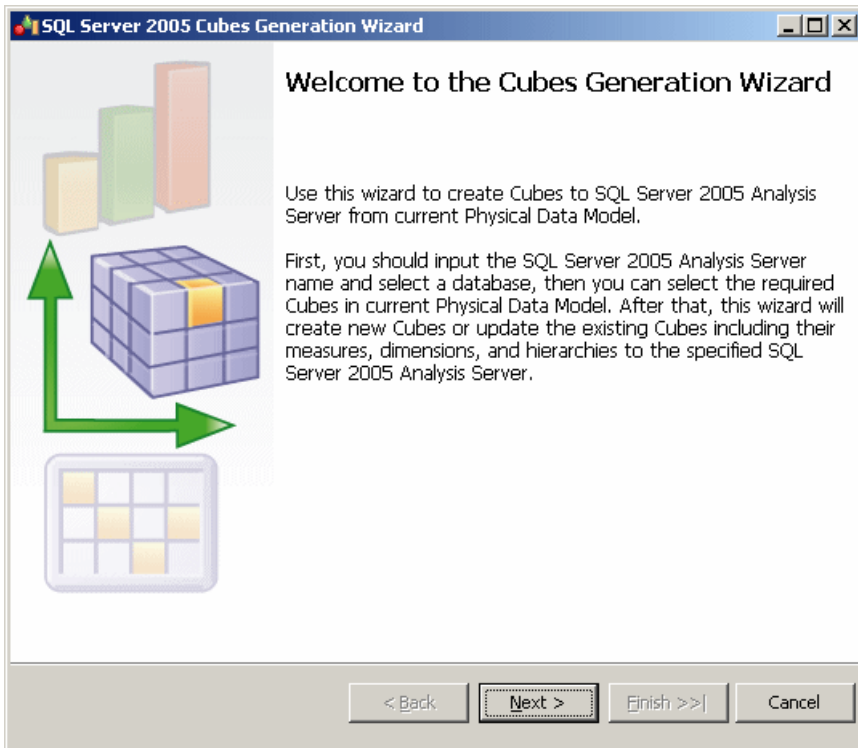 SQL Server 2005 Cubes Generation Wizard
Welcome to the Cubes Generation Wizard
Use this wizard to create Cubes to SQL Server 2005 Analysis
Server from current Physical Data Model.
First, you should input the SQL Server 2005 Analysis Server
name and select a database, then you can select the required
Cubes in current Physical Data Model. After that, this wizard will
create new Cubes or update the existing Cubes including their
measures, dimensions, and hierarchies to the specified SQL
Server 2005 Analysis Server.
< Back
Next >
Finish >>|
Cancel